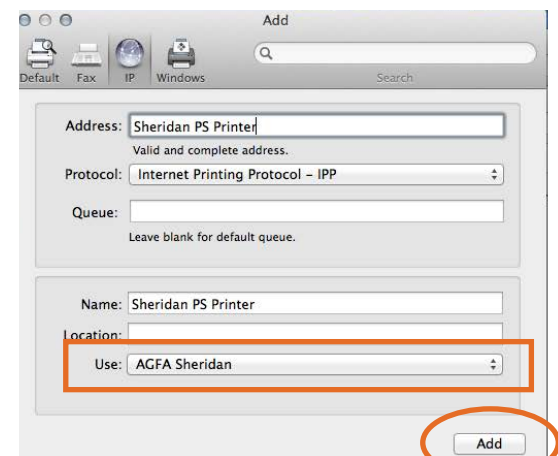 Add
Default Fax IP Windows Search
Address: Sheridan PS Printer
Valid and complete address.
Protocol: Internet Printing Protocol – IPP
Queue:
Leave blank for default queue.
Name: Sheridan PS Printer
Location:
Use: AGFA Sheridan
Add